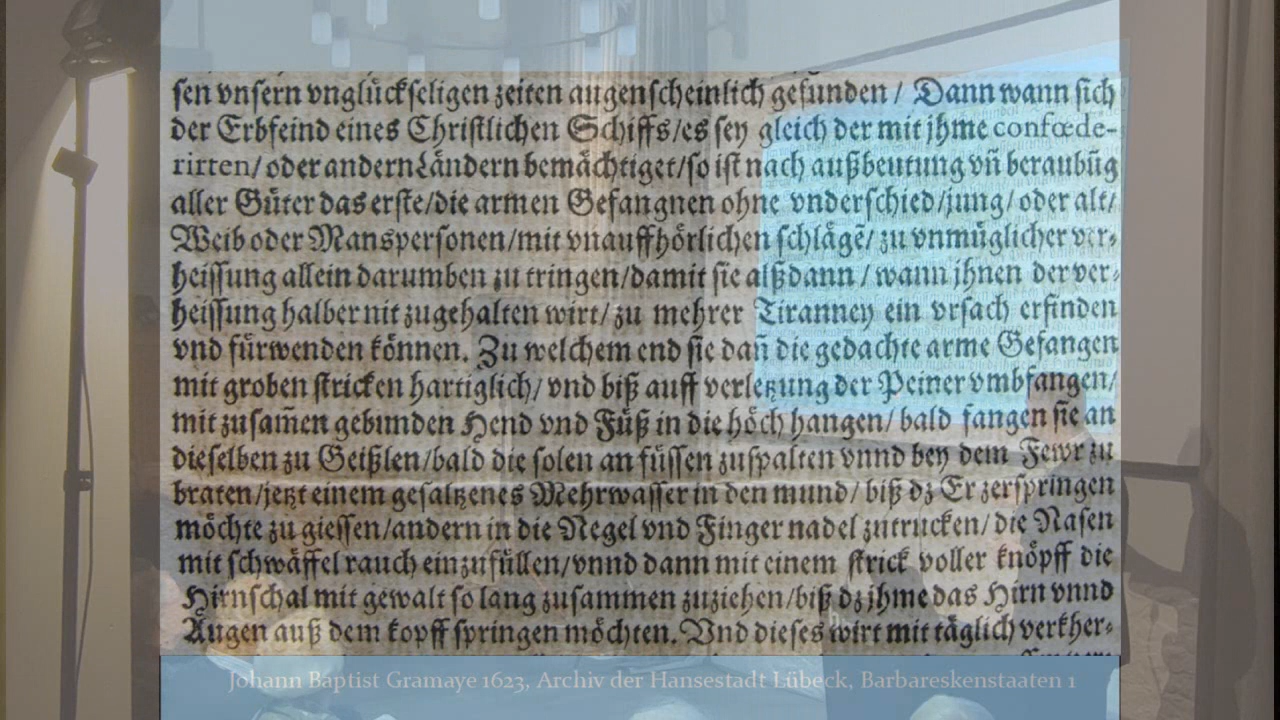 sen vnsern vnglückseligen zeiten augenscheinlich gefunden / Dann wann sich
der Erbfeind eines Christlichen Schiffs/es sey gleich der mit jhme confœde-
rirten/ oder andern Ländern bemächtiget/so ist nach außbeutung vñ beraubũg
aller Güter das erste/die armen Gefangnen ohne vnderschied/jung/ oder alt/
Weib oder Manspersonen/mit vnauffhörlichen schlägẽ/ zu vnmüglicher ver-
heissung allein darumben zu tringen/damit sie alßdann / wann jhnen der ver-
heissung halber nit zugehalten wirt/ zu mehrer Tiranney ein vrsach erfinden
vnd fürwenden können. Zu welchem end sie dañ die gedachte arme Gefangen
mit groben stricken hartiglich/ vnd biß auff verletzung der Peiner vmbfangen/
mit zusam̃en gebunden Hend vnd Füß in die höch hangen/ bald fangen sie an
dieselben zu Geißlen/bald die solen an füssen zuspalten vnnd bey dem Fewr zu
braten/jetzt einem gesaltzenes Mehrwasser in den mund/ biß dz Er zerspringen
möchte zu giessen/andern in die Negel vnd Finger nadel zutrucken/ die Nasen
mit schwäffel rauch einzufüllen/vnnd dann mit einem strick voller knöpff die
Hirnschal mit gewalt so lang zusammen zuziehen/biß dz jhme das Hirn vnnd
Augen auß dem kopff springen möchten. Vnd dieses wirt mit täglich verkher-
Johann Baptist Gramaye 1623, Archiv der Hansestadt Lübeck, Barbareskenstaaten 1